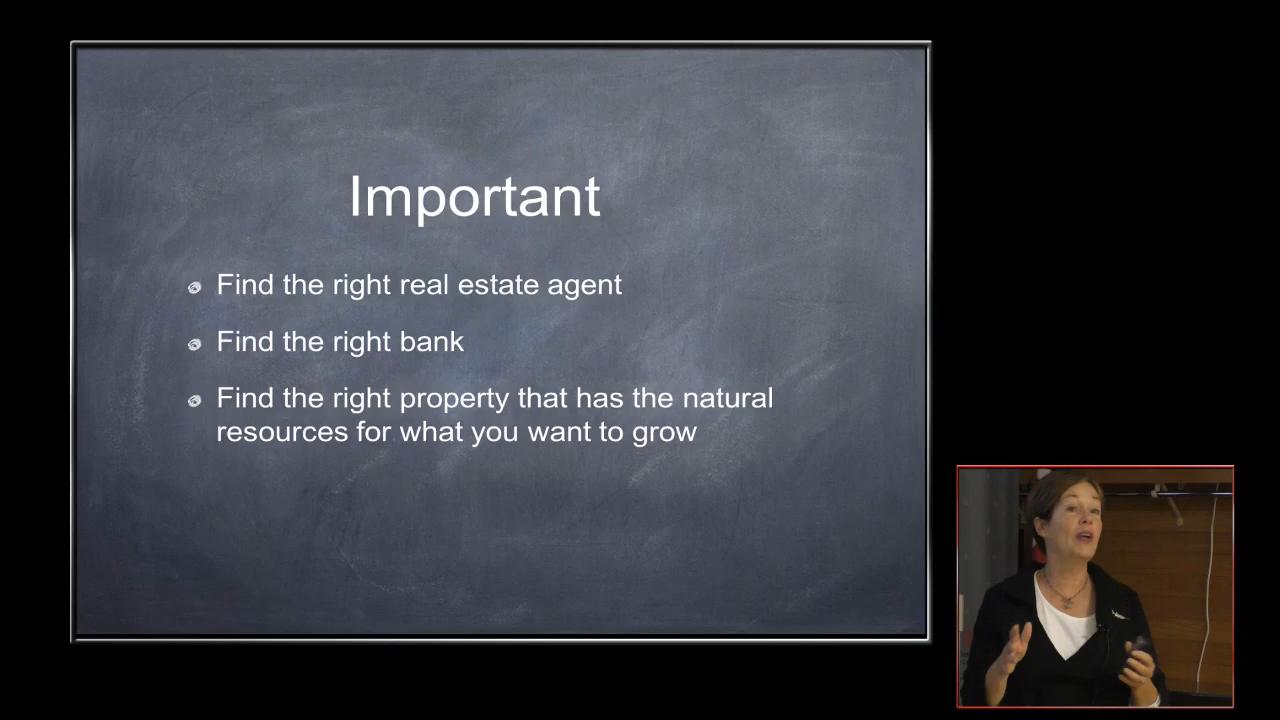 Important
Find the right real estate agent
Find the right bank
Find the right property that has the natural
resources for what you want to grow